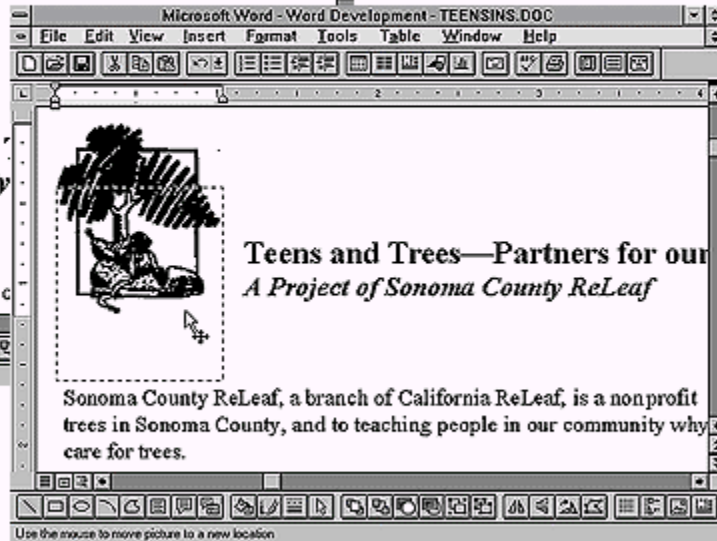 Microsoft Word - Word Development - TEENSINS.DOC
File Edit View Insert Format Tools Table Window Help
2 3 4
Teens and Trees—Partners for our
A Project of Sonoma County ReLeaf
Sonoma County ReLeaf, a branch of California ReLeaf, is a nonprofit
trees in Sonoma County, and to teaching people in our community why
care for trees.
Use the mouse to move picture to a new location